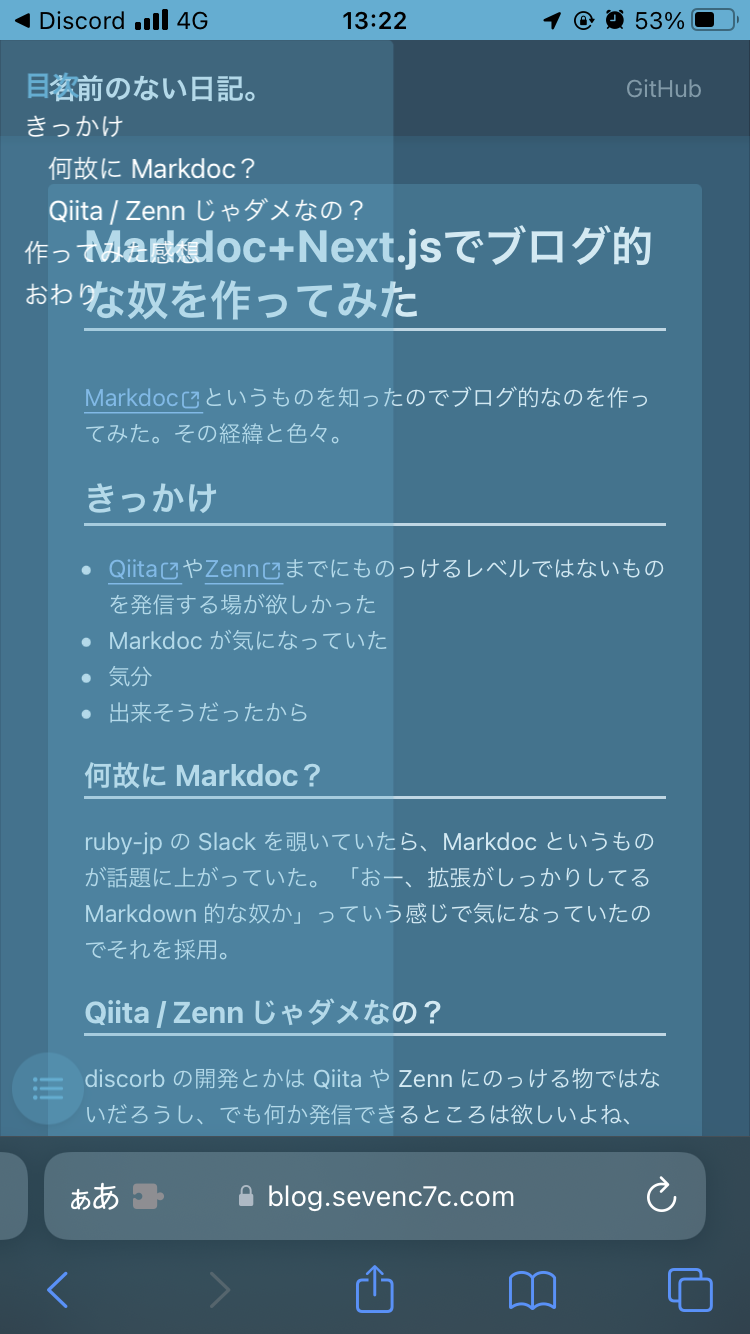 Discord 4G 13:22 53%
目次
名前のない日記。 GitHub
きっかけ
何故に Markdoc？
Qiita / Zenn じゃダメなの？
作ってみた感想
おわり
Markdoc+Next.jsでブログ的
な奴を作ってみた
Markdocというものを知ったのでブログ的なのを作っ
てみた。その経緯と色々。
きっかけ
QiitaやZennまでにものっけるレベルではないもの
を発信する場が欲しかった
Markdoc が気になっていた
気分
出来そうだったから
何故に Markdoc？
ruby-jp の Slack を覗いていたら、Markdoc というもの
が話題に上がっていた。 「おー、拡張がしっかりしてる
Markdown 的な奴か」っていう感じで気になっていたの
でそれを採用。
Qiita / Zenn じゃダメなの？
discorb の開発とかは Qiita や Zenn にのっける物ではな
いだろうし、でも何か発信できるところは欲しいよね、
ぁあ blog.sevenc7c.com